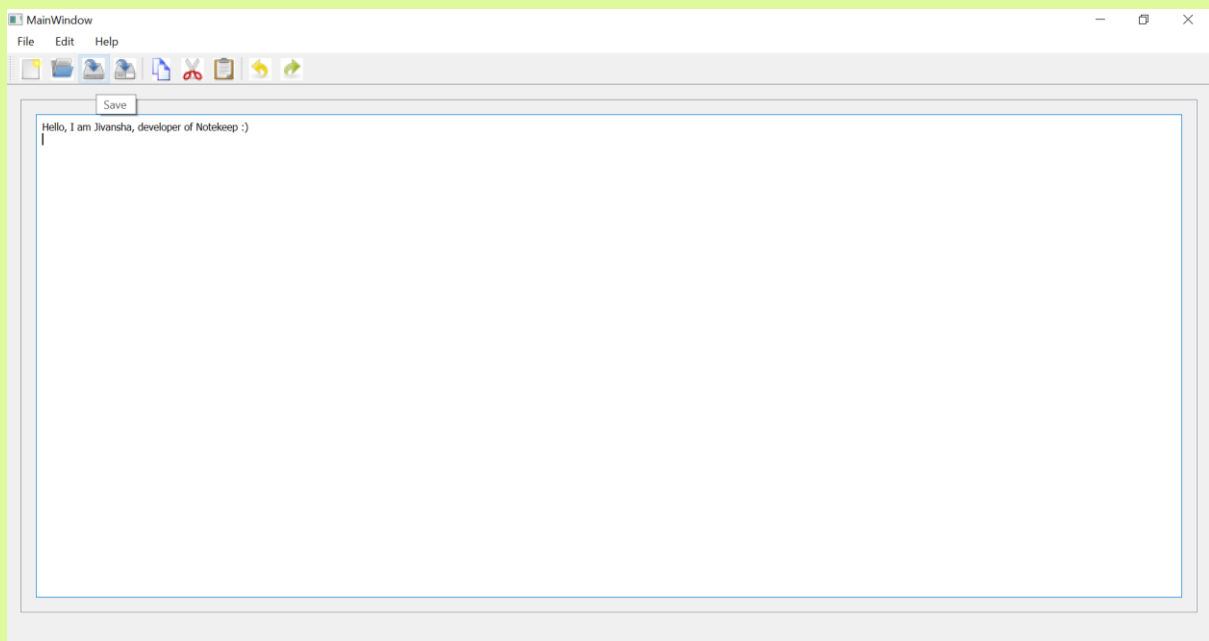 MainWindow
File Edit Help
Save
Hello, I am Jivansha, developer of Notekeep :)